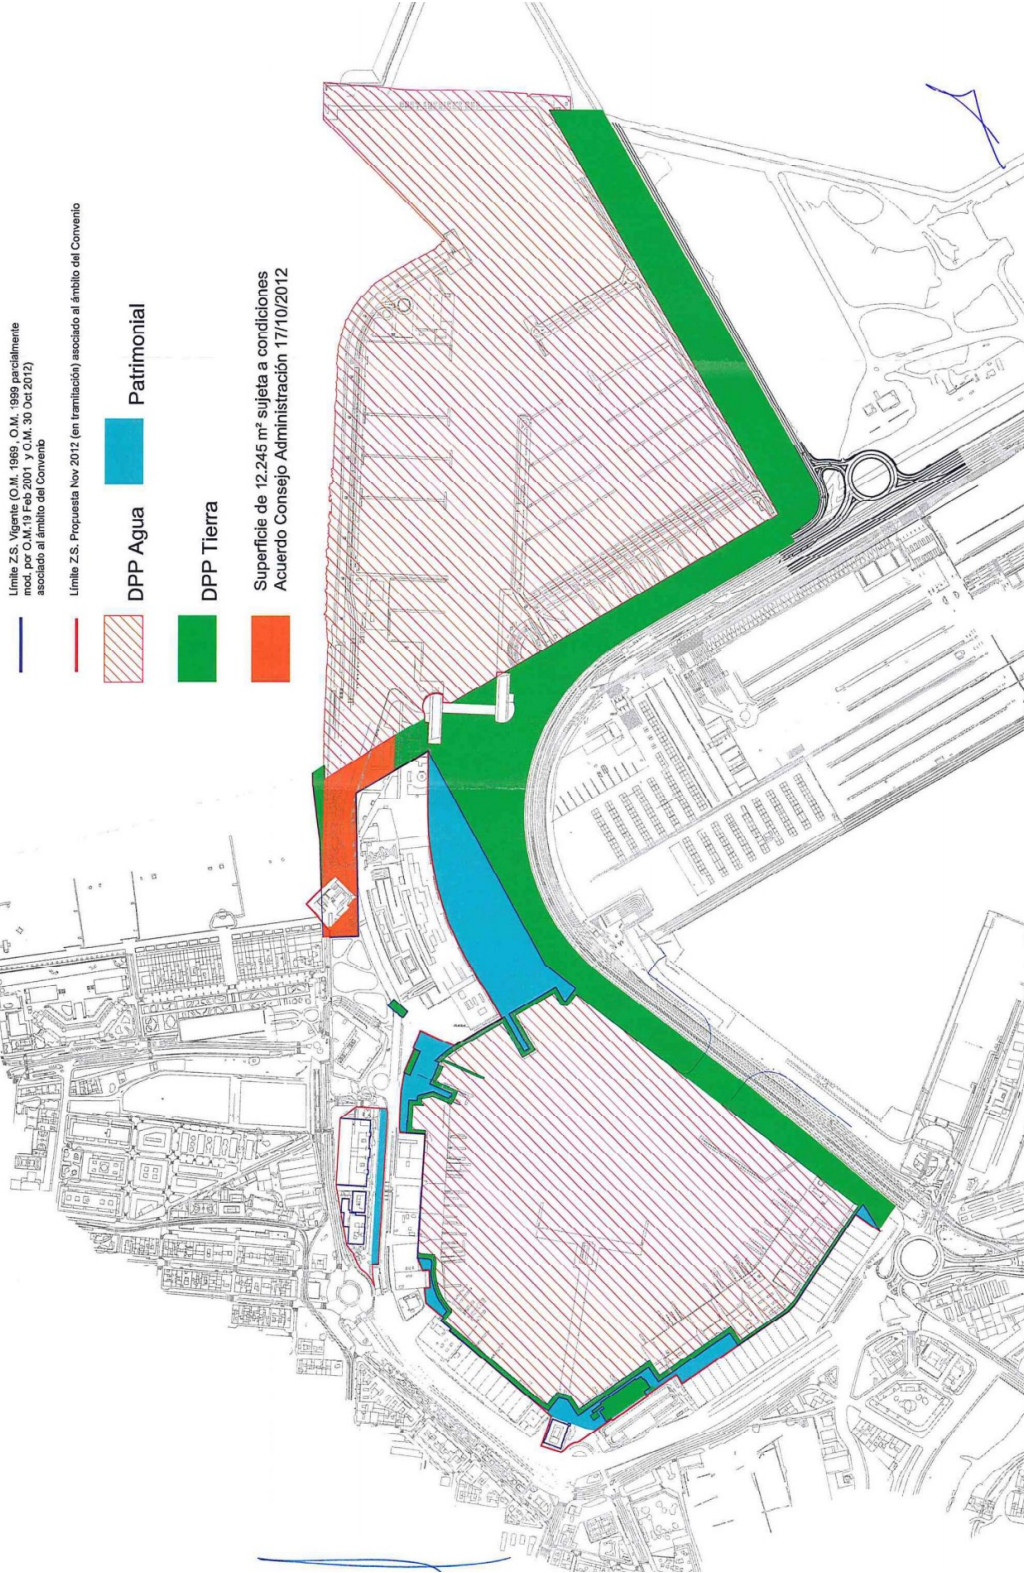 Límite Z.S. Vigente (O.M. 1969 , O.M. 1999 parcialmente
mod. por O.M.19 Feb 2001 y O.M. 30 Oct 2012)
asociado al ámbito del Convenio
Límite Z.S. Propuesta Nov 2012 (en tramitación) asociado al ámbito del Convenio
DPP Agua
Patrimonial
DPP Tierra
Superficie de 12.245 m² sujeta a condiciones
Acuerdo Consejo Administración 17/10/2012